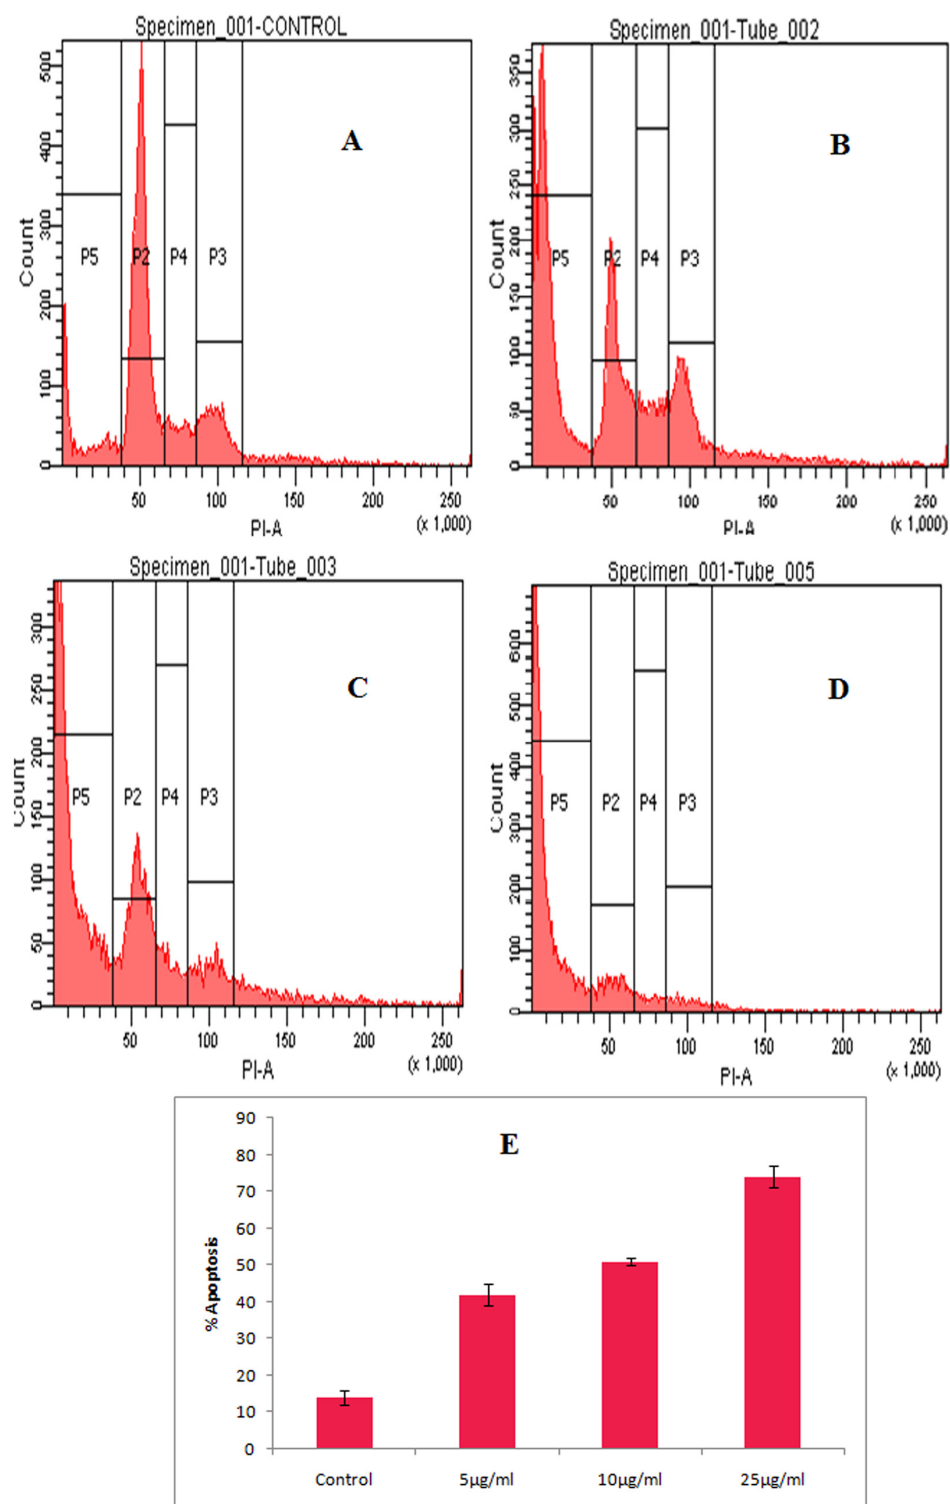 Specimen_001-CONTROL
A
Count
500
400
300
200
100
0
P5 P2 P4 P3
50 100 150 200 250
PI-A (x 1,000)
Specimen_001-Tube_002
B
Count
350
300
250
200
150
100
50
0
P5 P2 P4 P3
50 100 150 200 250
PI-A (x 1,000)
Specimen_001-Tube_003
C
Count
300
250
200
150
100
50
0
P5 P2 P4 P3
50 100 150 200 250
PI-A (x 1,000)
Specimen_001-Tube_005
D
Count
600
500
400
300
200
100
0
P5 P2 P4 P3
50 100 150 200 250
PI-A (x 1,000)
E
% Apoptosis
90
80
70
60
50
40
30
20
10
0
Control 5µg/ml 10µg/ml 25µg/ml